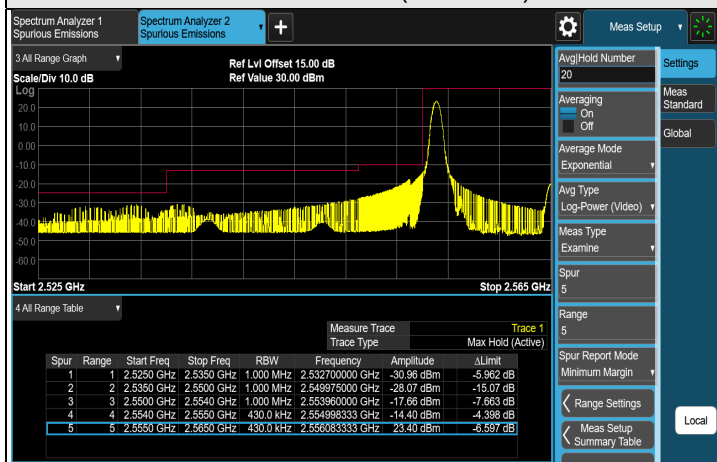 Spectrum Analyzer 1
Spurious Emissions
Spectrum Analyzer 2
Spurious Emissions
Meas Setup
3 All Range Graph
Scale/Div 10.0 dB
Ref Lvl Offset 15.00 dB
Ref Value 30.00 dBm
Log
20.0
10.0
0.00
-10.0
-20.0
-30.0
-40.0
-50.0
-60.0
Start 2.525 GHz
Stop 2.565 GHz
4 All Range Table
Measure Trace Trace 1
Trace Type Max Hold (Active)
Spur Range Start Freq Stop Freq RBW Frequency Amplitude ΔLimit
1 1 2.5250 GHz 2.5350 GHz 1.000 MHz 2.532700000 GHz -30.96 dBm -5.962 dB
2 2 2.5350 GHz 2.5500 GHz 1.000 MHz 2.549975000 GHz -28.07 dBm -15.07 dB
3 3 2.5500 GHz 2.5540 GHz 1.000 MHz 2.553960000 GHz -17.66 dBm -7.663 dB
4 4 2.5540 GHz 2.5550 GHz 430.0 kHz 2.554998333 GHz -14.40 dBm -4.398 dB
5 5 2.5550 GHz 2.5650 GHz 430.0 kHz 2.556083333 GHz 23.40 dBm -6.597 dB
Avg|Hold Number
20
Averaging
On
Off
Average Mode
Exponential
Avg Type
Log-Power (Video)
Meas Type
Examine
Spur
5
Range
5
Spur Report Mode
Minimum Margin
Range Settings
Meas Setup
Summary Table
Settings
Meas
Standard
Global
Local